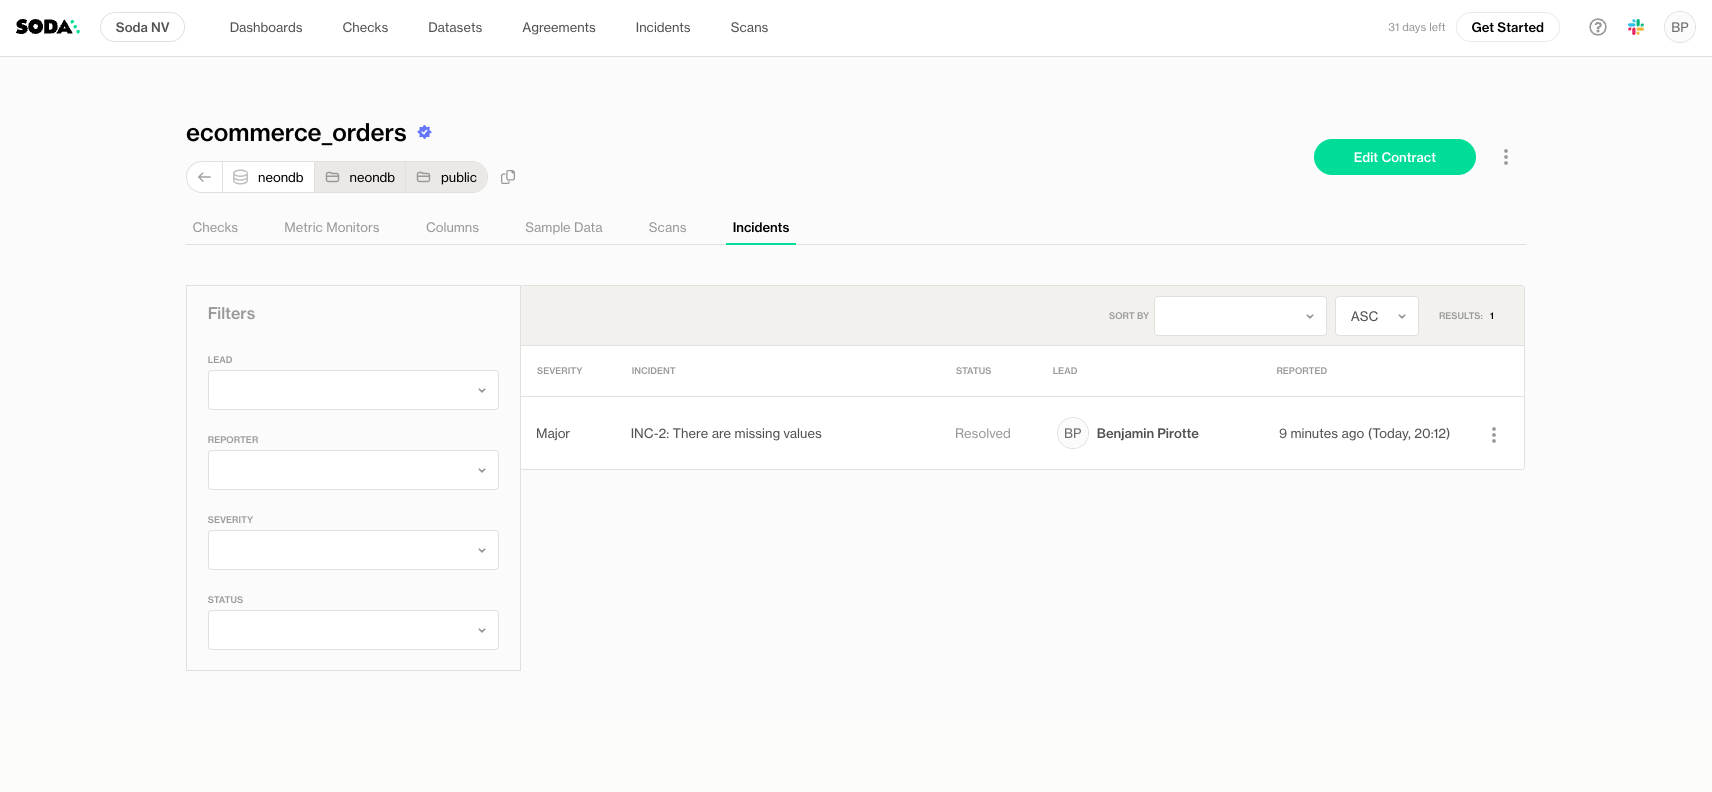 SODA Soda NV Dashboards Checks Datasets Agreements Incidents Scans 31 days left Get Started BP
ecommerce_orders
Edit Contract
neondb neondb public
Checks Metric Monitors Columns Sample Data Scans Incidents
Filters
SORT BY ASC RESULTS: 1
LEAD
REPORTER
SEVERITY
STATUS
SEVERITY INCIDENT STATUS LEAD REPORTED
Major INC-2: There are missing values Resolved BP Benjamin Pirotte 9 minutes ago (Today, 20:12)